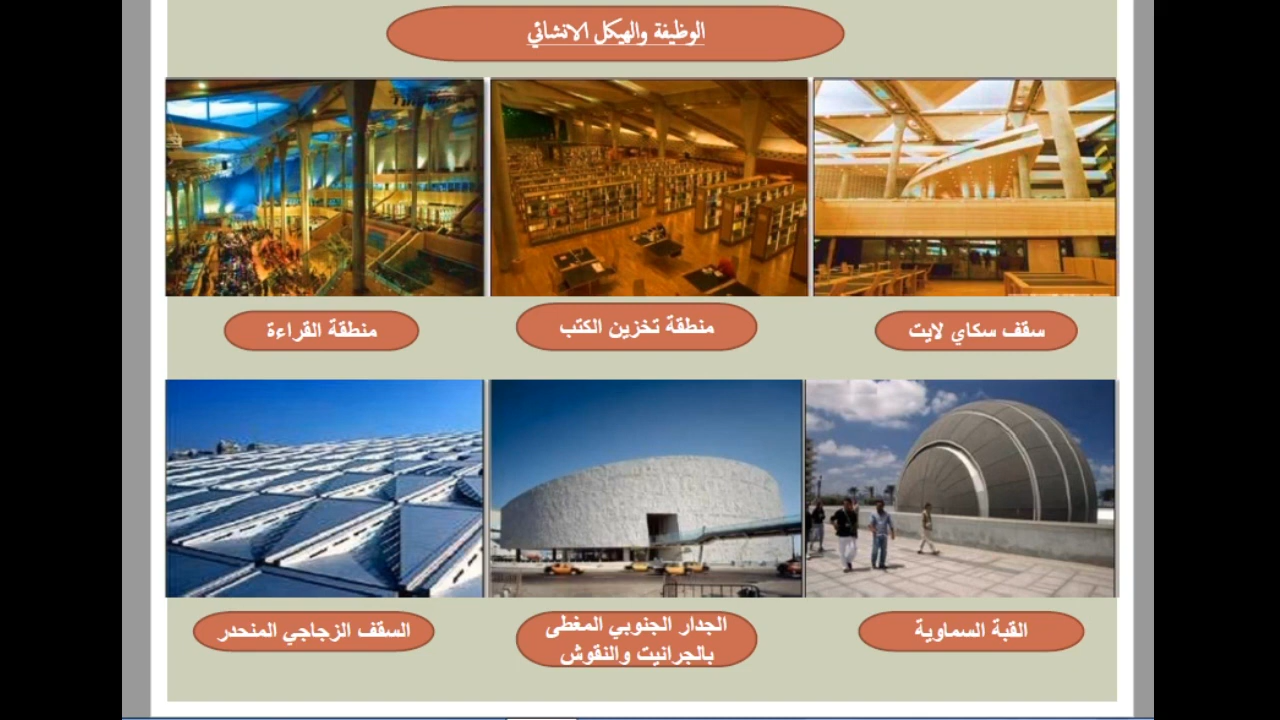 الوظيفة والهيكل الانشائي
سقف سكاي لايت
منطقة تخزين الكتب
منطقة القراءة
القبة السماوية
الجدار الجنوبي المغطى
بالجرانيت والنقوش
السقف الزجاجي المنحدر